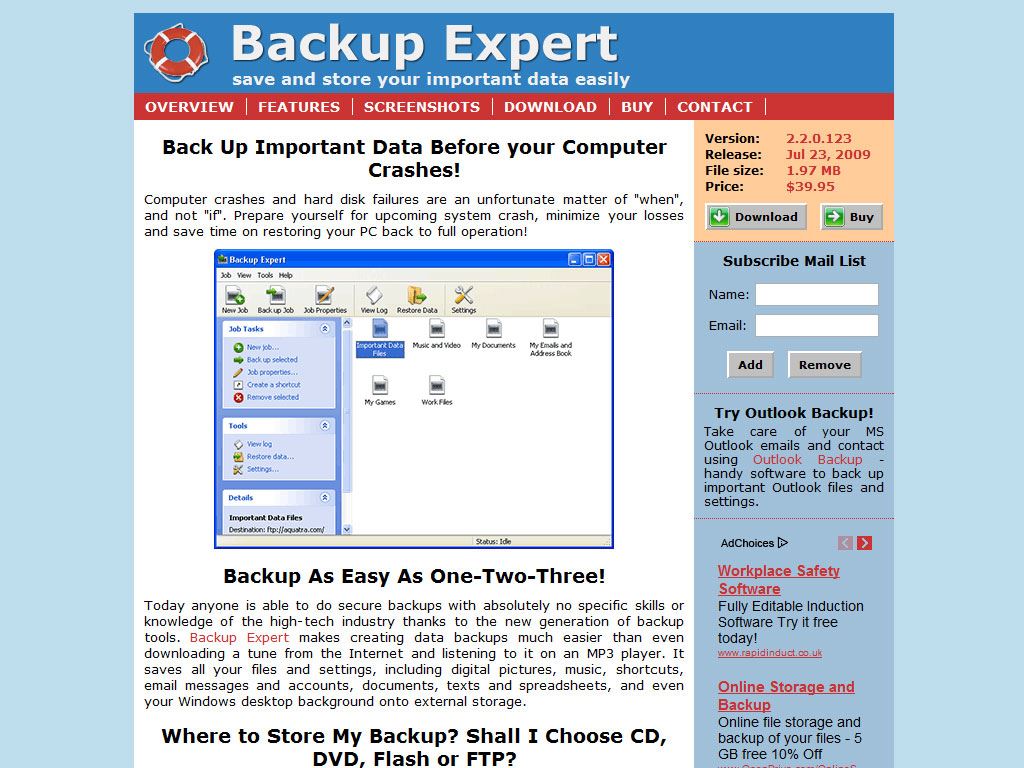 Backup Expert
save and store your important data easily
OVERVIEW FEATURES SCREENSHOTS DOWNLOAD BUY CONTACT
Back Up Important Data Before your Computer
Crashes!
Computer crashes and hard disk failures are an unfortunate matter of "when",
and not "if". Prepare yourself for upcoming system crash, minimize your losses
and save time on restoring your PC back to full operation!
Backup Expert
Job View Tools Help
New Job Back up Job Job Properties View Log Restore Data Settings
Job Tasks
New job...
Back up selected
Job properties...
Create a shortcut
Remove selected
Tools
View log
Restore data...
Settings...
Details
Important Data Files
Destination: ftp://aquatra.com/
Important Data
Files
Music and Video
My Documents
My Emails and
Address Book
My Games
Work Files
Status: Idle
Backup As Easy As One-Two-Three!
Today anyone is able to do secure backups with absolutely no specific skills or
knowledge of the high-tech industry thanks to the new generation of backup
tools. Backup Expert makes creating data backups much easier than even
downloading a tune from the Internet and listening to it on an MP3 player. It
saves all your files and settings, including digital pictures, music, shortcuts,
email messages and accounts, documents, texts and spreadsheets, and even
your Windows desktop background onto external storage.
Where to Store My Backup? Shall I Choose CD,
DVD, Flash or FTP?
Version: 2.2.0.123
Release: Jul 23, 2009
File size: 1.97 MB
Price: $39.95
Download Buy
Subscribe Mail List
Name:
Email:
Add Remove
Try Outlook Backup!
Take care of your MS
Outlook emails and contact
using Outlook Backup -
handy software to back up
important Outlook files and
settings.
AdChoices
Workplace Safety
Software
Fully Editable Induction
Software Try it free
today!
www.rapidinduct.co.uk
Online Storage and
Backup
Online file storage and
backup of your files - 5
GB free 10% Off